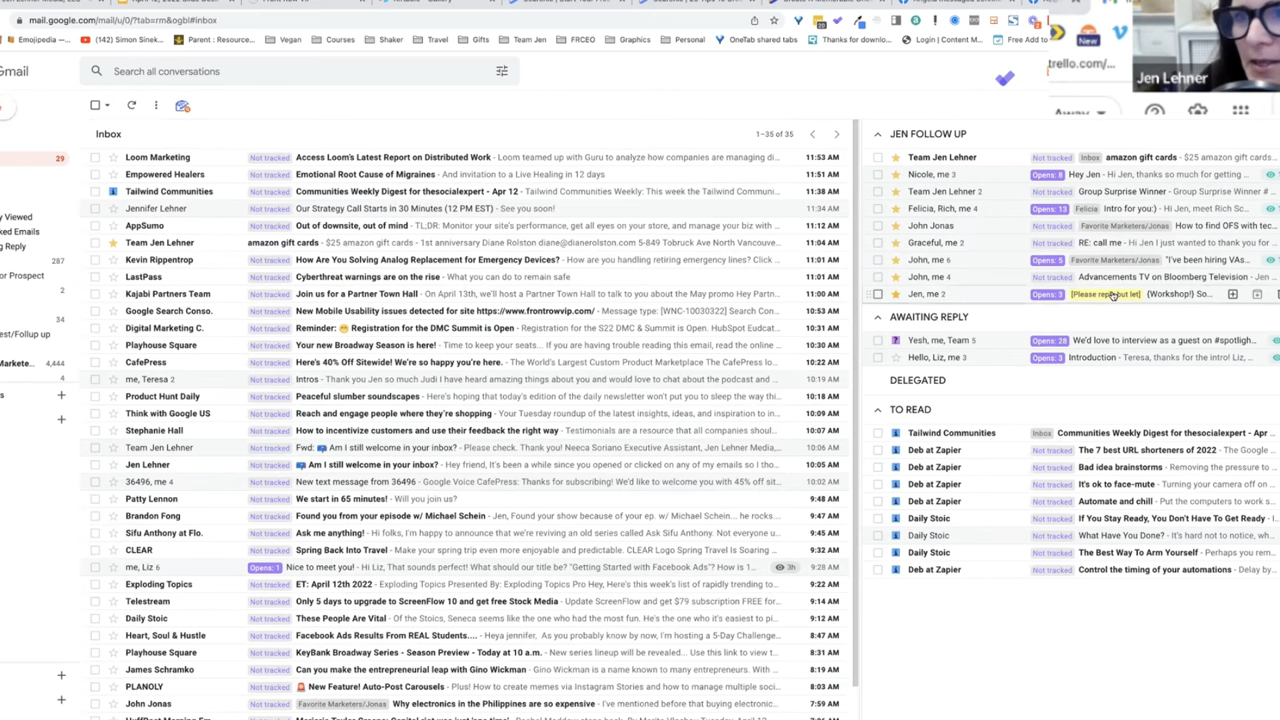 mail.google.com/mail/u/0/?tab=rm&ogbl#inbox
Emojipedia —...
(142) Simon Sinek...
Parent : Resource...
Vegan
Courses
Shaker
Travel
Gifts
Team Jen
FRCEO
Graphics
Personal
OneTab shared tabs
Thanks for downlo...
Login | Content M...
Free Add to
New
trello.com/...
Jen Lehner
Away
Gmail
Search all conversations
Inbox
1–35 of 35
29
y Viewed
ked Emails
ng Reply
287
or Prospect
2
34
est/Follow up
Markete...
4,444
4
s
Loom Marketing Not tracked Access Loom's Latest Report on Distributed Work - Loom teamed up with Guru to analyze how companies are managing di... 11:53 AM
Empowered Healers Not tracked Emotional Root Cause of Migraines - And invitation to a Live Healing in 12 days 11:50 AM
Tailwind Communities Not tracked Communities Weekly Digest for thesocialexpert - Apr 12 - Tailwind Communities Weekly: This week the Tailwind Communi... 11:38 AM
Jennifer Lehner Not tracked Our Strategy Call Starts in 30 Minutes (12 PM EST) - See you soon! 11:34 AM
AppSumo Not tracked Out of downsite, out of mind - TL;DR: Monitor your site's performance, get all eyes on your store, and manage your biz with... 11:12 AM
Team Jen Lehner amazon gift cards - $25 amazon gift cards - 1st anniversary Diane Rolston diane@dianerolston.com 5-849 Tobruck Ave North Vancouver... 11:04 AM
Kevin Rippentrop Not tracked How Are You Solving Analog Replacement for Emergency Devices? - How are you handling retiring emergency lines? Click ... 11:01 AM
LastPass Not tracked Cyberthreat warnings are on the rise - What you can do to remain safe 11:01 AM
Kajabi Partners Team Not tracked Join us for a Partner Town Hall - On April 13th, we'll host a Partner Town Hall to talk to you about the May promo Hey Partn... 11:00 AM
Google Search Conso. Not tracked New Mobile Usability issues detected for site https://www.frontrowvip.com/ - Message type: [WNC-10030322] Search Con... 10:53 AM
Digital Marketing C. Not tracked Reminder: 😁 Registration for the DMC Summit is Open - Registration for the S22 DMC & Summit is Open. HubSpot Eudcat... 10:31 AM
Playhouse Square Not tracked Your new Broadway Season is here! - Time to keep your seats... If you are having trouble reading this email, read the online... 10:30 AM
CafePress Not tracked Here's 40% Off Sitewide! We're so happy you're here. - The World's Largest Custom Product Marketplace The CafePress lo... 10:22 AM
me, Teresa 2 Not tracked Intros - Thank you Jen so much Judi I have heard amazing things about you and would love to chat about the podcast and ... 10:19 AM
Product Hunt Daily Not tracked Peaceful slumber soundscapes - Forget hoping that today's edition of the daily newsletter won't put you to sleep the way thi... 10:18 AM
Think with Google US Not tracked Reach and engage people where they're shopping - Your Tuesday roundup of the latest insights, ideas, and inspiration to in... 10:09 AM
Stephanie Hall Not tracked How to incentivize customers and use their feedback the right way - Testimonials are a resource that all companies shoul... 10:07 AM
Team Jen Lehner Not tracked Fwd: 📪 Am I still welcome in your inbox? - Please check. Thank you! Neeca Soriano Executive Assistant, Jen Lehner Media,... 10:06 AM
Jen Lehner Not tracked 📪 Am I still welcome in your inbox? - Hey friend, It's been a while since you opened or clicked on any of my emails so I tho... 10:05 AM
36496, me 4 Not tracked New text message from 36496 - Google Voice CafePress: Thanks for subscribing! We'd like to welcome you with 45% off sit... 10:02 AM
Patty Lennon Not tracked We start in 65 minutes! - Will you join us? 9:48 AM
Brandon Fong Not tracked Found you from your episode w/ Michael Schein - Jen, Found your show because of your ep. w/ Michael Schein... he rocks... 9:47 AM
Sifu Anthony at Flo. Not tracked Ask me anything! - Hi folks, I'm happy to announce that we're reviving an old series called Ask Sifu Anthony. Not everyone u... 9:45 AM
CLEAR Not tracked Spring Back Into Travel - Make your spring trip even more enjoyable and predictable. CLEAR Logo Spring Travel Is Soaring ... 9:32 AM
me, Liz 6 Opens: 1 Nice to meet you! - Hi Liz, That sounds perfect! What should our title be? "Getting Started with Facebook Ads"? How is 1... 3h 9:28 AM
Exploding Topics Not tracked ET: April 12th 2022 - Exploding Topics Presented By: Exploding Topics Pro Hey, Here's this week's list of rapidly trending to... 9:22 AM
Telestream Not tracked Only 5 days to upgrade to ScreenFlow 10 and get free Stock Media - Update ScreenFlow and get $79 subscription FREE for... 9:14 AM
Daily Stoic Not tracked These People Are Vital - Of the Stoics, Seneca seems like the one who had the most fun. He's the one who it's easiest to pi... 9:12 AM
Heart, Soul & Hustle Not tracked Facebook Ads Results From REAL Students.... - Heya jennifer, As you probably know by now, I'm hosting a 5-Day Challenge... 8:47 AM
Playhouse Square Not tracked KeyBank Broadway Series - Season Preview - Today at 10 a.m. - New series lineup will be revealed... Use this link to view t... 8:31 AM
James Schramko Not tracked Can you make the entrepreneurial leap with Gino Wickman - Gino Wickman is a name known to many entrepreneurs. With ... 8:19 AM
PLANOLY Not tracked 🚨 New Feature! Auto-Post Carousels - Plus! How to create memes via Instagram Stories and how to manage multiple soci... 8:03 AM
John Jonas Favorite Marketers/Jonas Why electronics in the Philippines are so expensive - I've mentioned before that buying electronic... 7:59 AM
JEN FOLLOW UP
Team Jen Lehner Not tracked Inbox amazon gift cards - $25 amazon gift cards -
Nicole, me 3 Opens: 8 Hey Jen - Hi Jen, thanks so much for getting ...
Team Jen Lehner 2 Not tracked Group Surprise Winner - Group Surprise Winner # ...
Felicia, Rich, me 4 Opens: 13 Felicia Intro for you:) - Hi Jen, meet Rich Sc...
John Jonas Not tracked Favorite Marketers/Jonas How to find OFS with tec...
Graceful, me 2 Not tracked RE: call me - Hi Jen I just wanted to thank you for ...
John, me 6 Opens: 5 Favorite Marketers/Jonas "I've been hiring VAs...
John, me 4 Not tracked Advancements TV on Bloomberg Television - Hi Jen...
Jen, me 2 Opens: 3 [Please rep but let] {Workshop!} So...
AWAITING REPLY
Yesh, me, Team 5 Opens: 28 We'd love to interview as a guest on #spotligh...
Hello, Liz, me 3 Opens: 3 Introduction - Teresa, thanks for the intro! Liz, ...
DELEGATED
TO READ
Tailwind Communities Not tracked Inbox Communities Weekly Digest for thesocialexpert - Apr
Deb at Zapier Not tracked The 7 best URL shorteners of 2022 - The Google ...
Deb at Zapier Not tracked Bad idea brainstorms - Removing the pressure to ...
Deb at Zapier Not tracked It's ok to face-mute - Turning your camera off on ...
Deb at Zapier Not tracked Automate and chill - Put the computers to work s...
Daily Stoic Not tracked If You Stay Ready, You Don't Have To Get Ready -
Daily Stoic Not tracked What Have You Done? - It's hard not to notice, wh...
Daily Stoic Not tracked The Best Way To Arm Yourself - Perhaps you rem...
Deb at Zapier Not tracked Control the timing of your automations - Delay by...